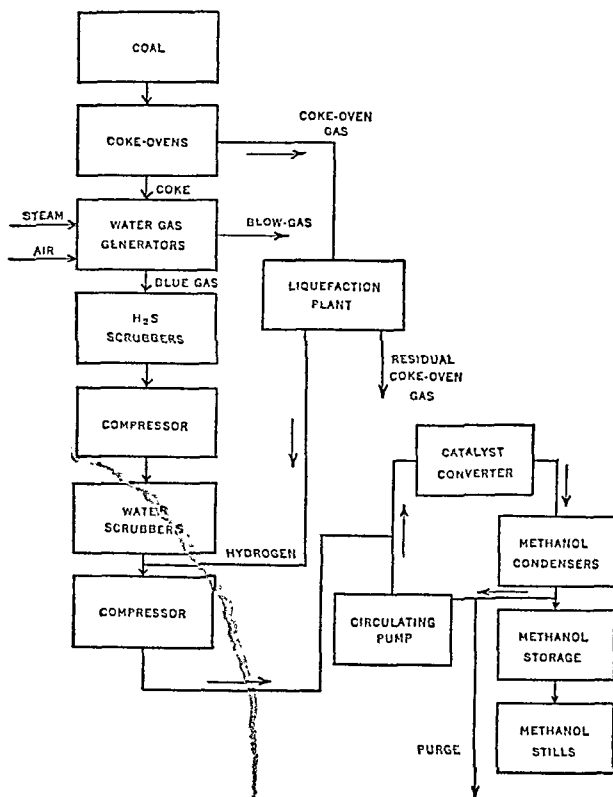 COAL
COKE-OVEN
GAS
COKE-OVENS
COKE
STEAM
WATER GAS
GENERATORS
BLOW-GAS
AIR
BLUE GAS
LIQUEFACTION
PLANT
H₂S
SCRUBBERS
RESIDUAL
COKE-OVEN
GAS
COMPRESSOR
CATALYST
CONVERTER
WATER
SCRUBBERS
HYDROGEN
METHANOL
CONDENSERS
COMPRESSOR
CIRCULATING
PUMP
METHANOL
STORAGE
PURGE
METHANOL
STILLS